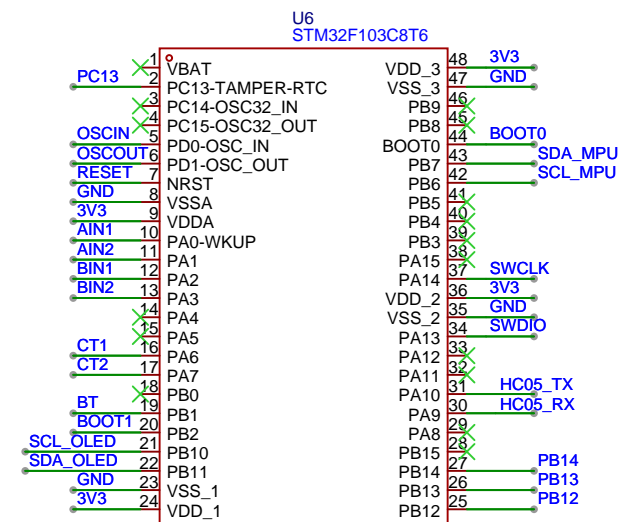 U6
STM32F103C8T6
1 VBAT VDD_3 48 3V3
PC13 2 PC13-TAMPER-RTC VSS_3 47 GND
3 PC14-OSC32_IN PB9 46
4 PC15-OSC32_OUT PB8 45
OSCIN 5 PD0-OSC_IN BOOT0 44 BOOT0
OSCOUT 6 PD1-OSC_OUT PB7 43 SDA_MPU
RESET 7 NRST PB6 42 SCL_MPU
GND 8 VSSA PB5 41
3V3 9 VDDA PB4 40
AIN1 10 PA0-WKUP PB3 39
AIN2 11 PA1 PA15 38
BIN1 12 PA2 PA14 37 SWCLK
BIN2 13 PA3 VDD_2 36 3V3
14 PA4 VSS_2 35 GND
15 PA5 PA13 34 SWDIO
CT1 16 PA6 PA12 33
CT2 17 PA7 PA11 32
18 PB0 PA10 31 HC05_TX
BT 19 PB1 PA9 30 HC05_RX
BOOT1 20 PB2 PA8 29
SCL_OLED 21 PB10 PB15 28
SDA_OLED 22 PB11 PB14 27 PB14
GND 23 VSS_1 PB13 26 PB13
3V3 24 VDD_1 PB12 25 PB12